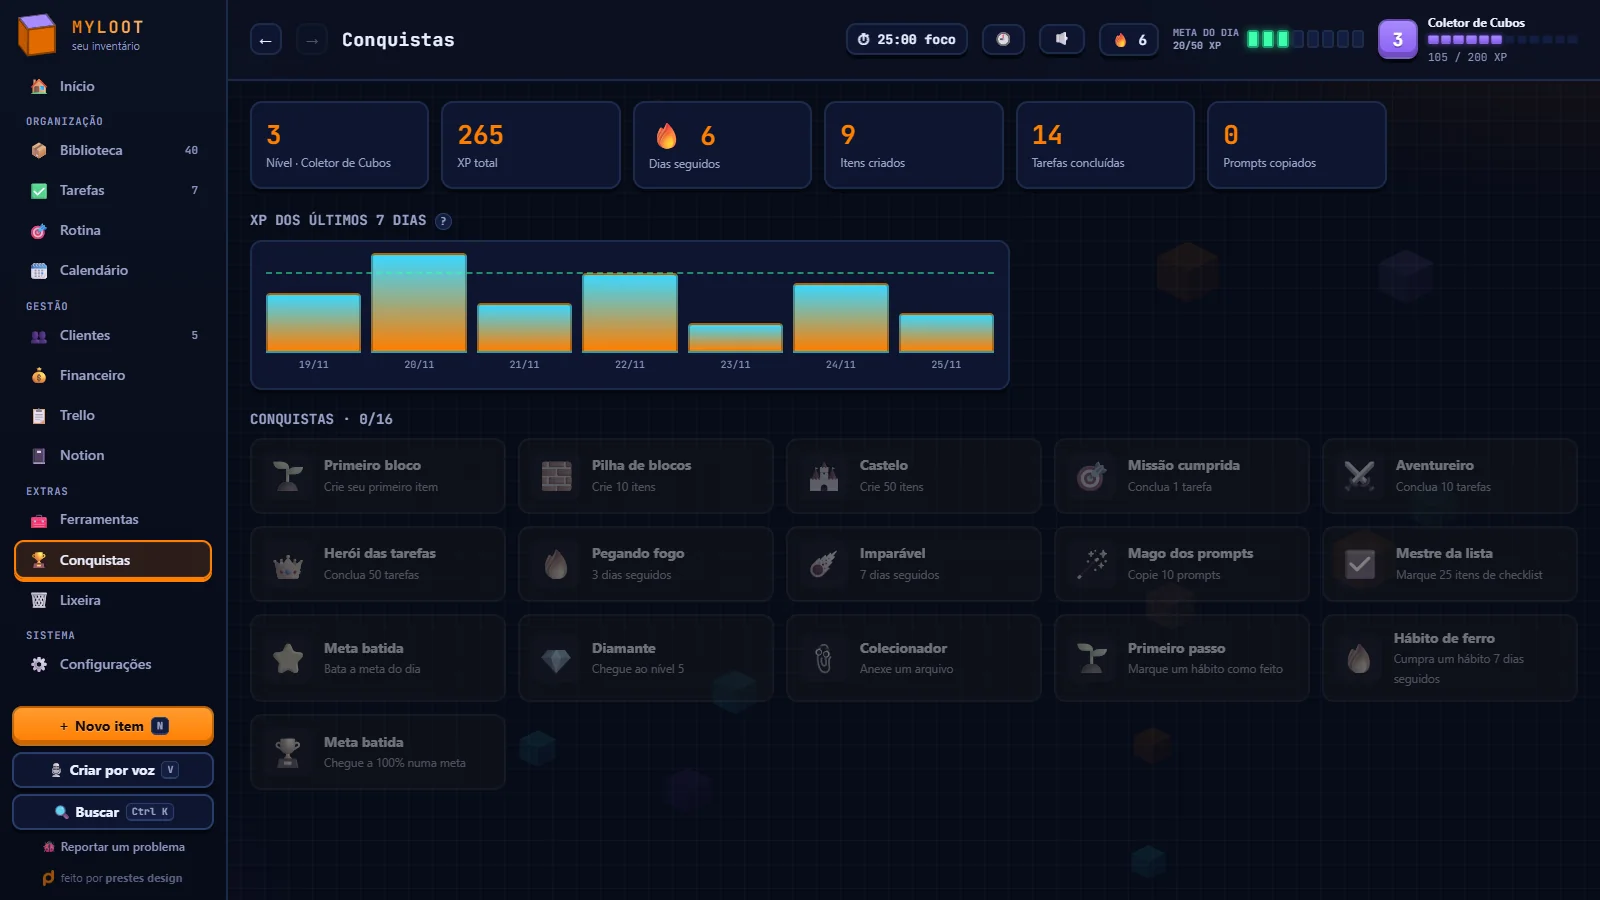 MYLOOT
seu inventário
Início
ORGANIZAÇÃO
Biblioteca 40
Tarefas 7
Rotina
Calendário
GESTÃO
Clientes 5
Financeiro
Trello
Notion
EXTRAS
Ferramentas
Conquistas
Lixeira
SISTEMA
Configurações
+ Novo item N
Criar por voz V
Buscar Ctrl K
Reportar um problema
feito por prestes design
← → Conquistas
25:00 foco
6
META DO DIA
20/50 XP
3
Coletor de Cubos
105 / 200 XP
3
Nível · Coletor de Cubos
265
XP total
6
Dias seguidos
9
Itens criados
14
Tarefas concluídas
0
Prompts copiados
XP DOS ÚLTIMOS 7 DIAS ?
19/11 20/11 21/11 22/11 23/11 24/11 25/11
CONQUISTAS · 0/16
Primeiro bloco
Crie seu primeiro item
Pilha de blocos
Crie 10 itens
Castelo
Crie 50 itens
Missão cumprida
Conclua 1 tarefa
Aventureiro
Conclua 10 tarefas
Herói das tarefas
Conclua 50 tarefas
Pegando fogo
3 dias seguidos
Imparável
7 dias seguidos
Mago dos prompts
Copie 10 prompts
Mestre da lista
Marque 25 itens de checklist
Meta batida
Bata a meta do dia
Diamante
Chegue ao nível 5
Colecionador
Anexe um arquivo
Primeiro passo
Marque um hábito como feito
Hábito de ferro
Cumpra um hábito 7 dias
seguidos
Meta batida
Chegue a 100% numa meta